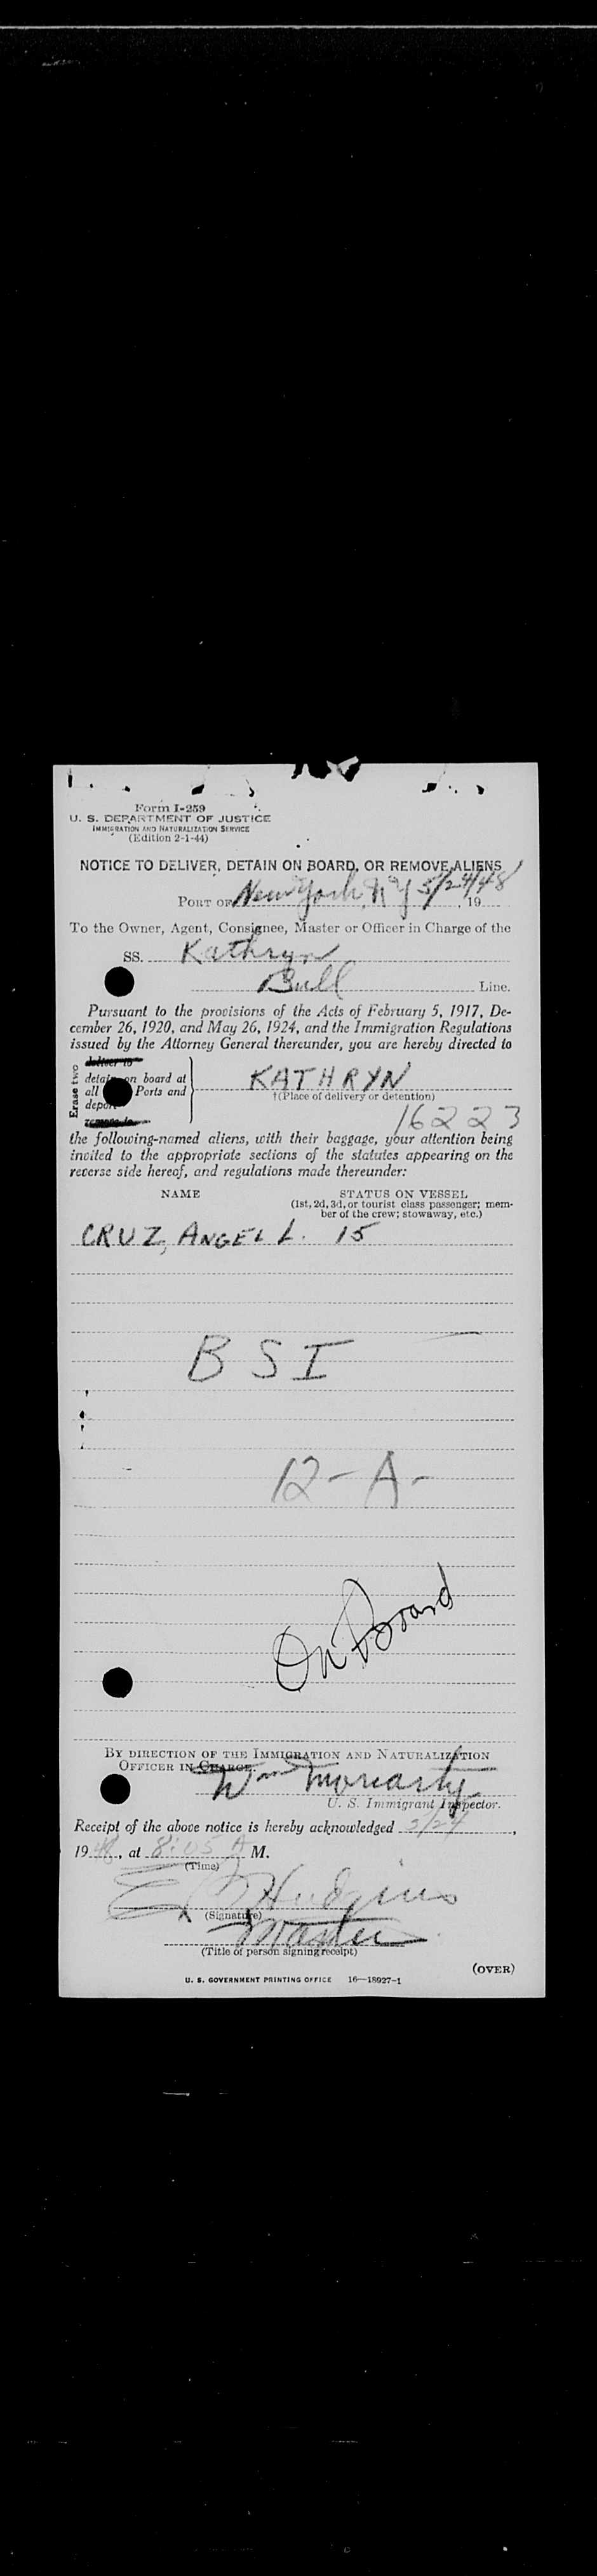 Form I-259
U. S. DEPARTMENT OF JUSTICE
IMMIGRATION AND NATURALIZATION SERVICE
(Edition 2-1-44)
NOTICE TO DELIVER, DETAIN ON BOARD, OR REMOVE ALIENS
PORT OF New York, N Y 5/24/48, 19
To the Owner, Agent, Consignee, Master or Officer in Charge of the
SS. Kathryn
Bull Line.
Pursuant to the provisions of the Acts of February 5, 1917, De-
cember 26, 1920, and May 26, 1924, and the Immigration Regulations
issued by the Attorney General thereunder, you are hereby directed to
Erase two
deliver to
detain on board at
all Ports and
deport
remove to
KATHRYN
†(Place of delivery or detention)
16223
the following-named aliens, with their baggage, your attention being
invited to the appropriate sections of the statutes appearing on the
reverse side hereof, and regulations made thereunder:
NAME STATUS ON VESSEL
(1st, 2d, 3d, or tourist class passenger; mem-
ber of the crew; stowaway, etc.)
CRUZ, ANGEL L. 15
B S I
12-A-
On Board
BY DIRECTION OF THE IMMIGRATION AND NATURALIZATION
OFFICER IN CHARGE
Wm Moriarty
U. S. Immigrant Inspector.
Receipt of the above notice is hereby acknowledged 5/24,
19 48, at 8:05 A M.
(Time)
E B Hudgins
(Signature)
Master
(Title of person signing receipt)
(OVER)
U. S. GOVERNMENT PRINTING OFFICE 16—18927-1